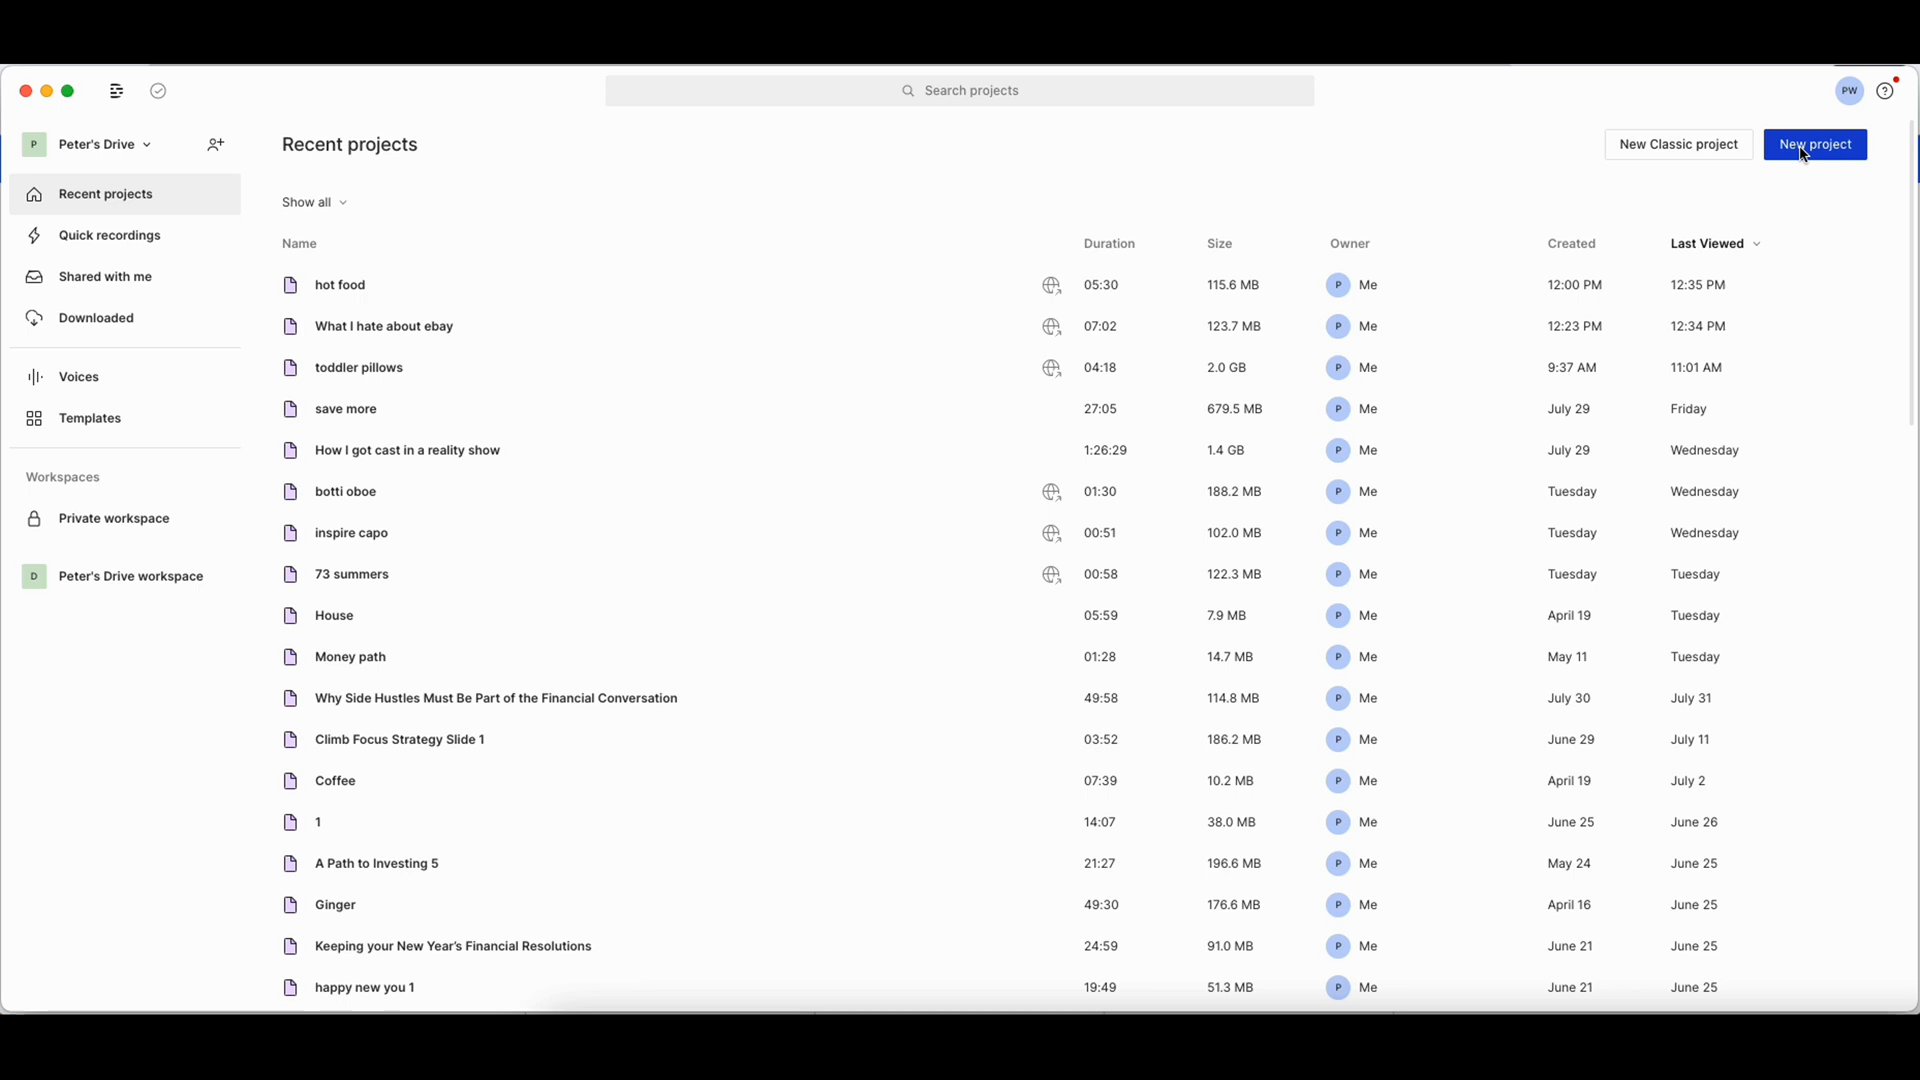 Search projects
PW
P Peter's Drive
Recent projects
New Classic project
New project
Recent projects
Quick recordings
Shared with me
Downloaded
Voices
Templates
Workspaces
Private workspace
D Peter's Drive workspace
Show all
Name Duration Size Owner Created Last Viewed
hot food 05:30 115.6 MB P Me 12:00 PM 12:35 PM
What I hate about ebay 07:02 123.7 MB P Me 12:23 PM 12:34 PM
toddler pillows 04:18 2.0 GB P Me 9:37 AM 11:01 AM
save more 27:05 679.5 MB P Me July 29 Friday
How I got cast in a reality show 1:26:29 1.4 GB P Me July 29 Wednesday
botti oboe 01:30 188.2 MB P Me Tuesday Wednesday
inspire capo 00:51 102.0 MB P Me Tuesday Wednesday
73 summers 00:58 122.3 MB P Me Tuesday Tuesday
House 05:59 7.9 MB P Me April 19 Tuesday
Money path 01:28 14.7 MB P Me May 11 Tuesday
Why Side Hustles Must Be Part of the Financial Conversation 49:58 114.8 MB P Me July 30 July 31
Climb Focus Strategy Slide 1 03:52 186.2 MB P Me June 29 July 11
Coffee 07:39 10.2 MB P Me April 19 July 2
1 14:07 38.0 MB P Me June 25 June 26
A Path to Investing 5 21:27 196.6 MB P Me May 24 June 25
Ginger 49:30 176.6 MB P Me April 16 June 25
Keeping your New Year’s Financial Resolutions 24:59 91.0 MB P Me June 21 June 25
happy new you 1 19:49 51.3 MB P Me June 21 June 25